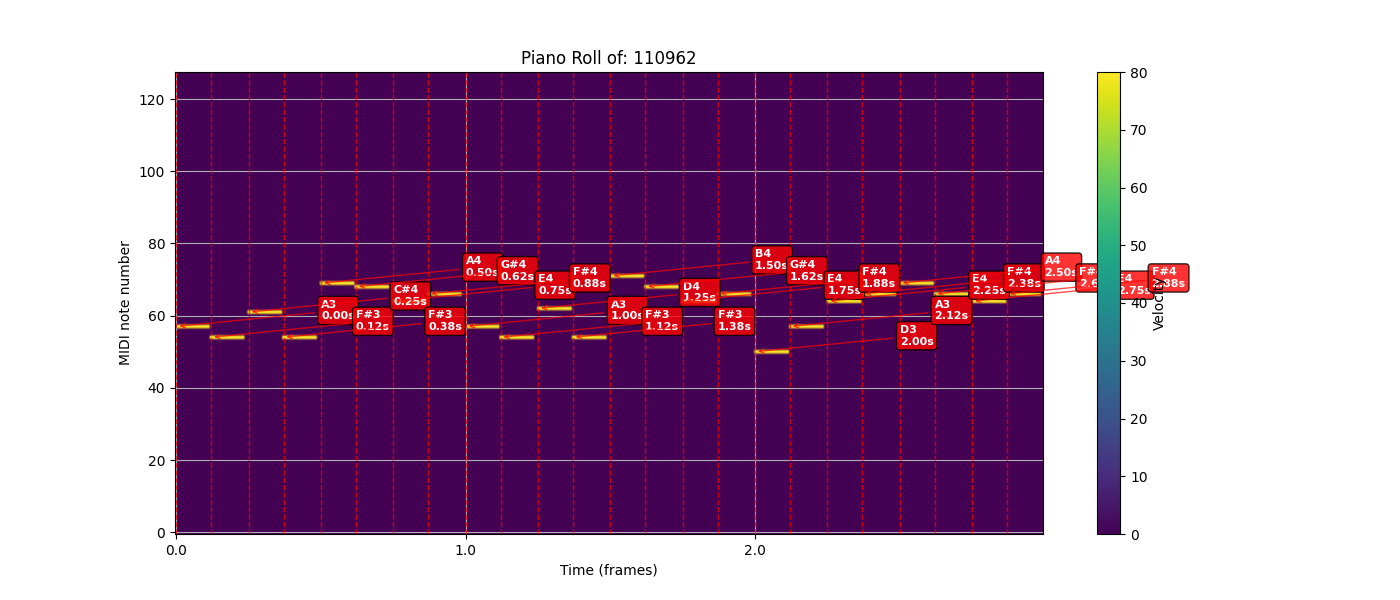 Piano Roll of: 110962
MIDI note number
120
100
80
60
40
20
0
0.0
1.0
2.0
Time (frames)
A3
0.00s
F#3
0.12s
C#4
0.25s
F#3
0.38s
A4
0.50s
G#4
0.62s
E4
0.75s
F#4
0.88s
A3
1.00s
F#3
1.12s
D4
1.25s
F#3
1.38s
B4
1.50s
G#4
1.62s
E4
1.75s
F#4
1.88s
D3
2.00s
A3
2.12s
E4
2.25s
F#4
2.38s
A4
2.50s
E4
2.75s
F#4
80
70
60
50
40
30
20
10
0
Velocity